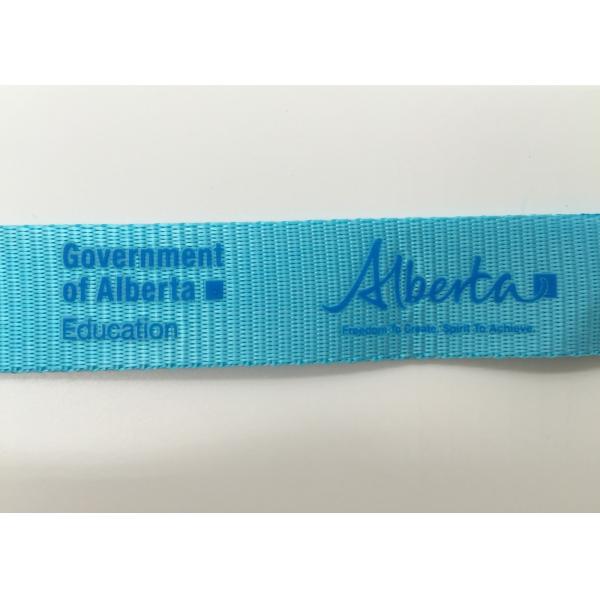 Government
of Alberta
Education
Alberta
Freedom To Create. Spirit To Achieve.